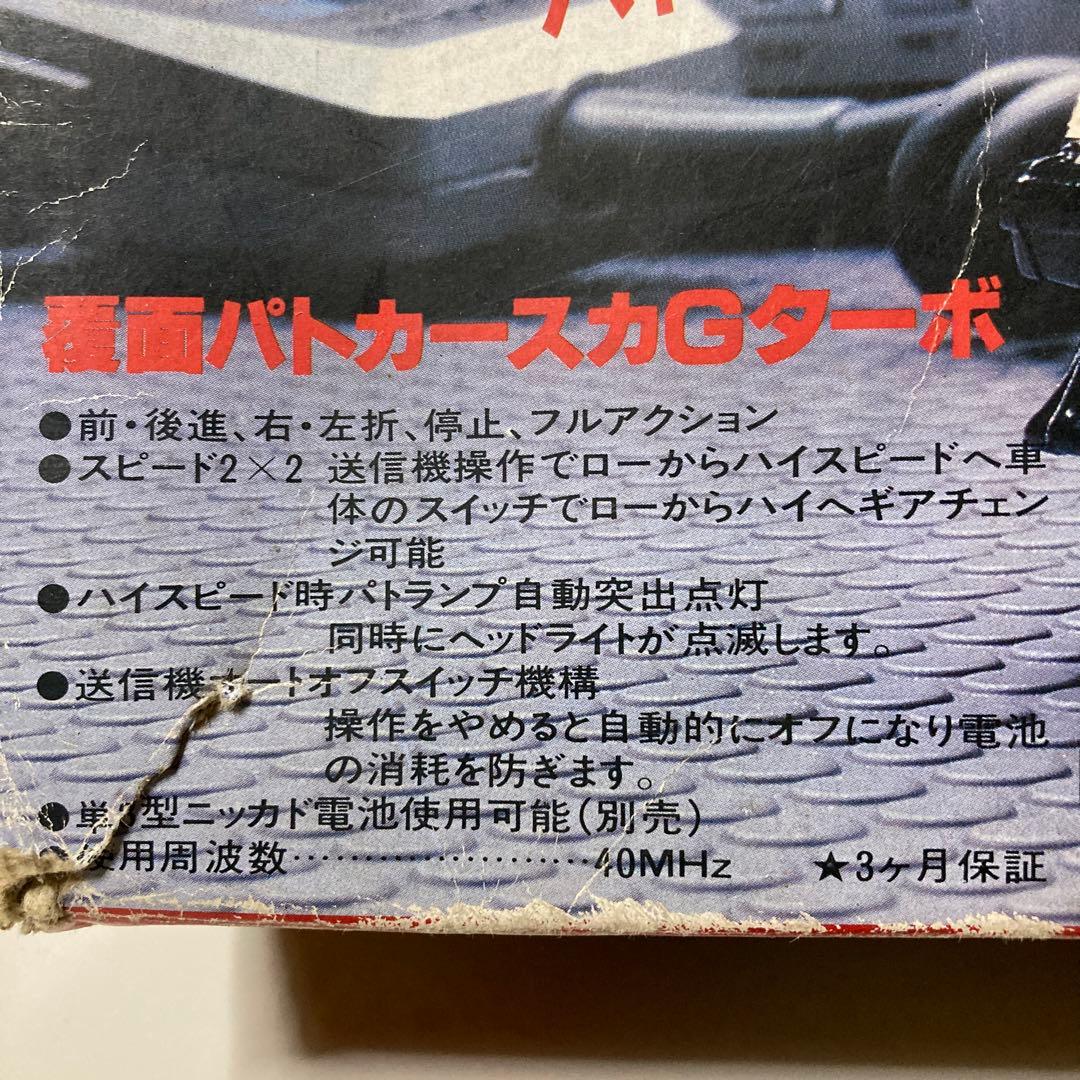 覆面パトカースカGターボ
●前・後進、右・左折、停止、フルアクション
●スピード2×2 送信機操作でローからハイスピードへ車
体のスイッチでローからハイへギアチェン
ジ可能
●ハイスピード時パトランプ自動突出点灯
同時にヘッドライトが点滅します。
●送信機オートオフスイッチ機構
操作をやめると自動的にオフになり電池
の消耗を防ぎます。
●単3型ニッカド電池使用可能(別売)
●使用周波数……………………40MHz ★3ヶ月保証